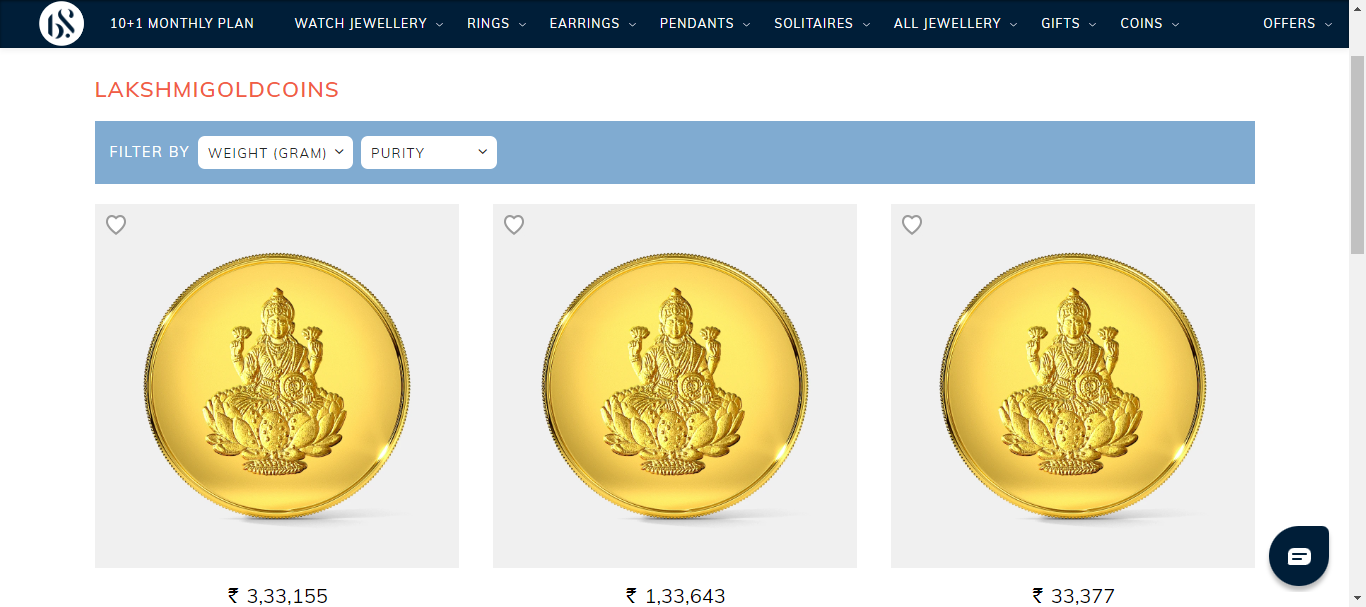 BS. 10+1 MONTHLY PLAN WATCH JEWELLERY RINGS EARRINGS PENDANTS SOLITAIRES ALL JEWELLERY GIFTS COINS OFFERS
LAKSHMIGOLDCOINS
FILTER BY WEIGHT (GRAM) PURITY
₹ 3,33,155 ₹ 1,33,643 ₹ 33,377